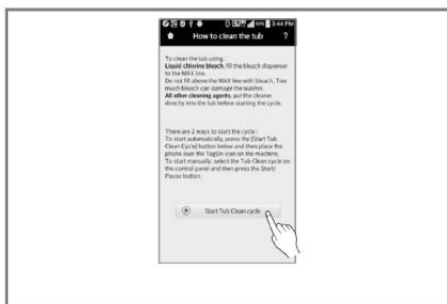 3:44 PM
How to clean the tub ?
To clean the tub using:
Liquid chlorine bleach, fill the bleach dispenser
to the MAX line.
Do not fill above the MAX line with bleach, Too
much bleach can damage the washer.
All other cleaning agents, put the cleaner
directly into the tub before starting the cycle.
There are 2 ways to start the cycle:
To start automatically, press the [Start Tub
Clean Cycle] button below and then place the
phone over the TagOn icon on the machine.
To start manually, select the Tub Clean cycle on
the control panel and then press the Start/
Pause button.
Start Tub Clean cycle